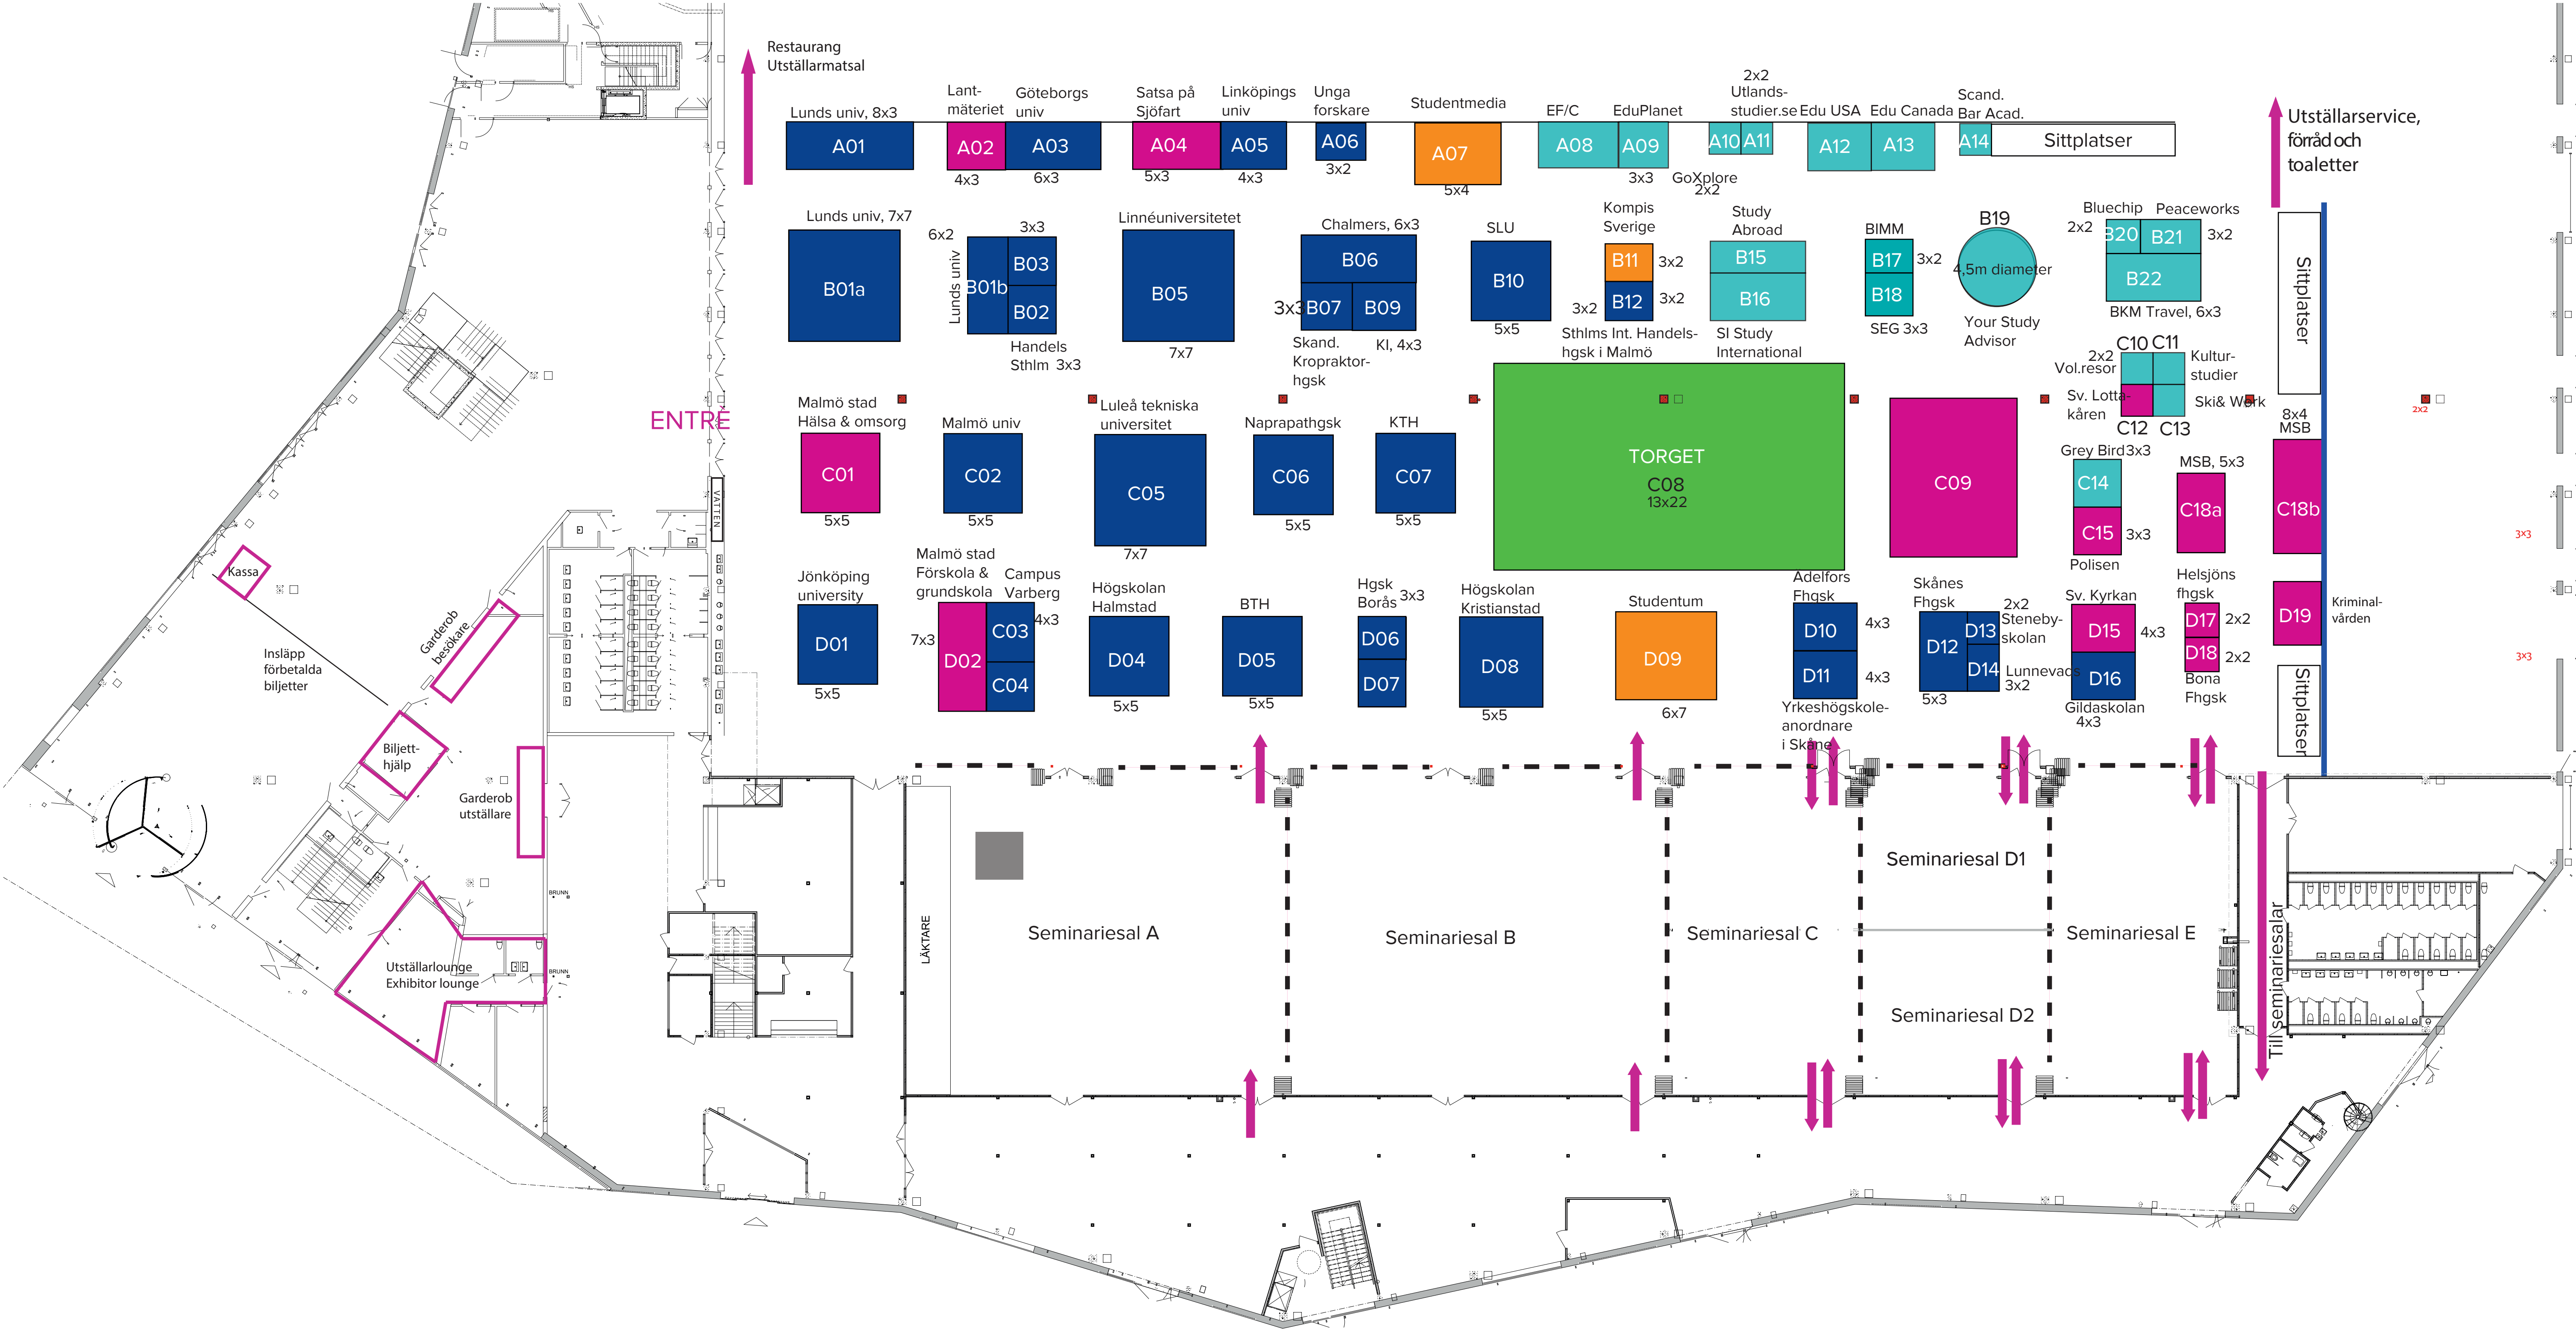 Restaurang
Utställarmatsal
Lunds univ, 8x3
A01
Lant-
mäteriet
A02
4x3
Göteborgs
univ
A03
6x3
Satsa på
Sjöfart
A04
5x3
Linköpings
univ
A05
4x3
Unga
forskare
A06
3x2
Studentmedia
A07
5x4
EF/C
A08
EduPlanet
A09
3x3
GoXplore
2x2
2x2
Utlands-
studier.se
A10
A11
Edu USA
A12
Edu Canada
A13
Scand.
Bar Acad.
A14
Sittplatser
Utställarservice,
förråd och
toaletter
Lunds univ, 7x7
B01a
6x2
Lunds univ
B01b
3x3
B03
B02
Handels
Sthlm 3x3
Linnéuniversitetet
B05
7x7
Chalmers, 6x3
B06
3x3
B07
B09
Skand.
Kropraktor-
hgsk
KI, 4x3
SLU
B10
5x5
Kompis
Sverige
B11
3x2
B12
3x2
3x2
Sthlms Int. Handels-
hgsk i Malmö
Study
Abroad
B15
B16
SI Study
International
BIMM
B17
3x2
B18
SEG 3x3
B19
4,5m diameter
Your Study
Advisor
Bluechip
Peaceworks
2x2
B20
B21
3x2
B22
BKM Travel, 6x3
Sittplatser
C10
C11
2x2
Vol.resor
Kultur-
studier
Sv. Lotta-
kåren
Ski& Work
C12
C13
2x2
ENTRÉ
Malmö stad
Hälsa & omsorg
C01
5x5
Malmö univ
C02
5x5
Luleå tekniska
universitet
C05
7x7
Naprapathgsk
C06
5x5
KTH
C07
5x5
TORGET
C08
13x22
C09
Grey Bird 3x3
C14
C15
3x3
Polisen
MSB, 5x3
C18a
8x4
MSB
C18b
3x3
VATTEN
Jönköping
university
D01
5x5
Malmö stad
Förskola &
grundskola
7x3
D02
Campus
Varberg
4x3
C03
C04
Högskolan
Halmstad
D04
5x5
BTH
D05
5x5
Hgsk
Borås
3x3
D06
D07
Högskolan
Kristianstad
D08
5x5
Studentum
D09
6x7
Adelfors
Fhgsk
D10
4x3
D11
4x3
Yrkeshögskole-
anordnare
i Skåne
Skånes
Fhgsk
D12
5x3
2x2
Steneby-
skolan
D13
D14
Lunnevads
3x2
Sv. Kyrkan
D15
4x3
D16
Gildaskolan
4x3
Helsjöns
fhgsk
D17
2x2
D18
2x2
Bona
Fhgsk
D19
Kriminal-
vården
3x3
Sittplatser
Kassa
Insläpp
förbetalda
biljetter
Garderob
besökare
Biljett-
hjälp
Garderob
utställare
BRUNN
BRUNN
Utställarlounge
Exhibitor lounge
LÄKTARE
Seminariesal A
Seminariesal B
Seminariesal C
Seminariesal D1
Seminariesal D2
Seminariesal E
Till seminariesalar